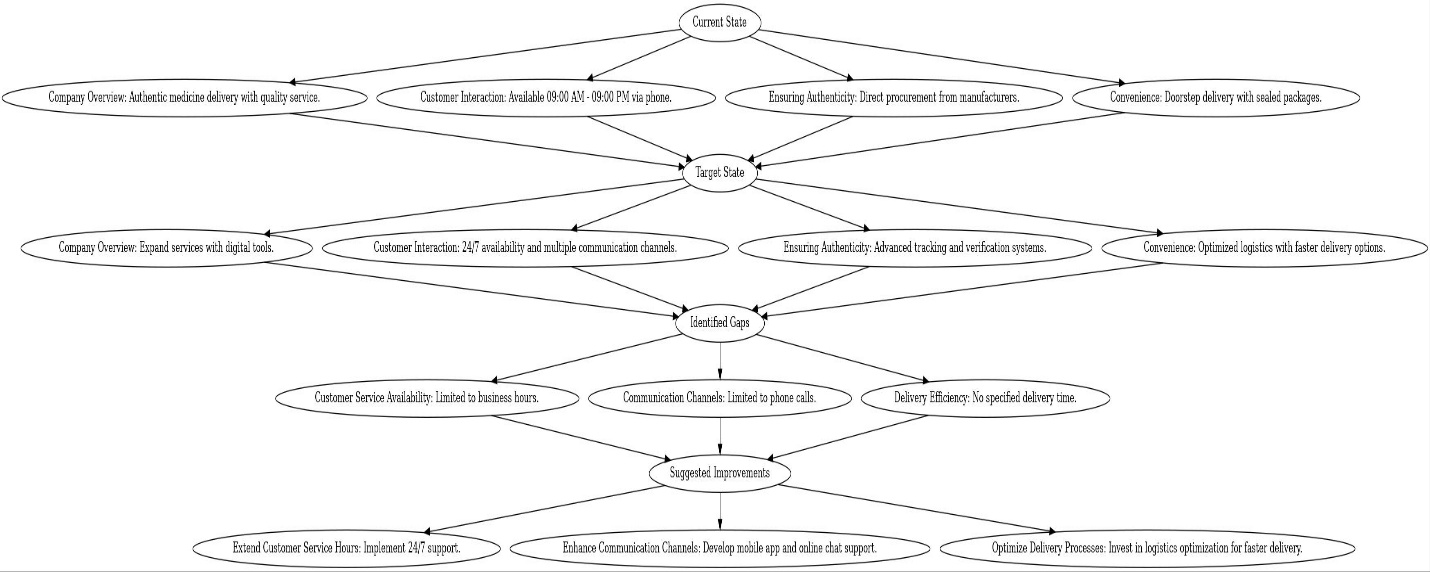 Current State
Company Overview: Authentic medicine delivery with quality service.
Customer Interaction: Available 09:00 AM - 09:00 PM via phone.
Ensuring Authenticity: Direct procurement from manufacturers.
Convenience: Doorstep delivery with sealed packages.
Target State
Company Overview: Expand services with digital tools.
Customer Interaction: 24/7 availability and multiple communication channels.
Ensuring Authenticity: Advanced tracking and verification systems.
Convenience: Optimized logistics with faster delivery options.
Identified Gaps
Customer Service Availability: Limited to business hours.
Communication Channels: Limited to phone calls.
Delivery Efficiency: No specified delivery time.
Suggested Improvements
Extend Customer Service Hours: Implement 24/7 support.
Enhance Communication Channels: Develop mobile app and online chat support.
Optimize Delivery Processes: Invest in logistics optimization for faster delivery.